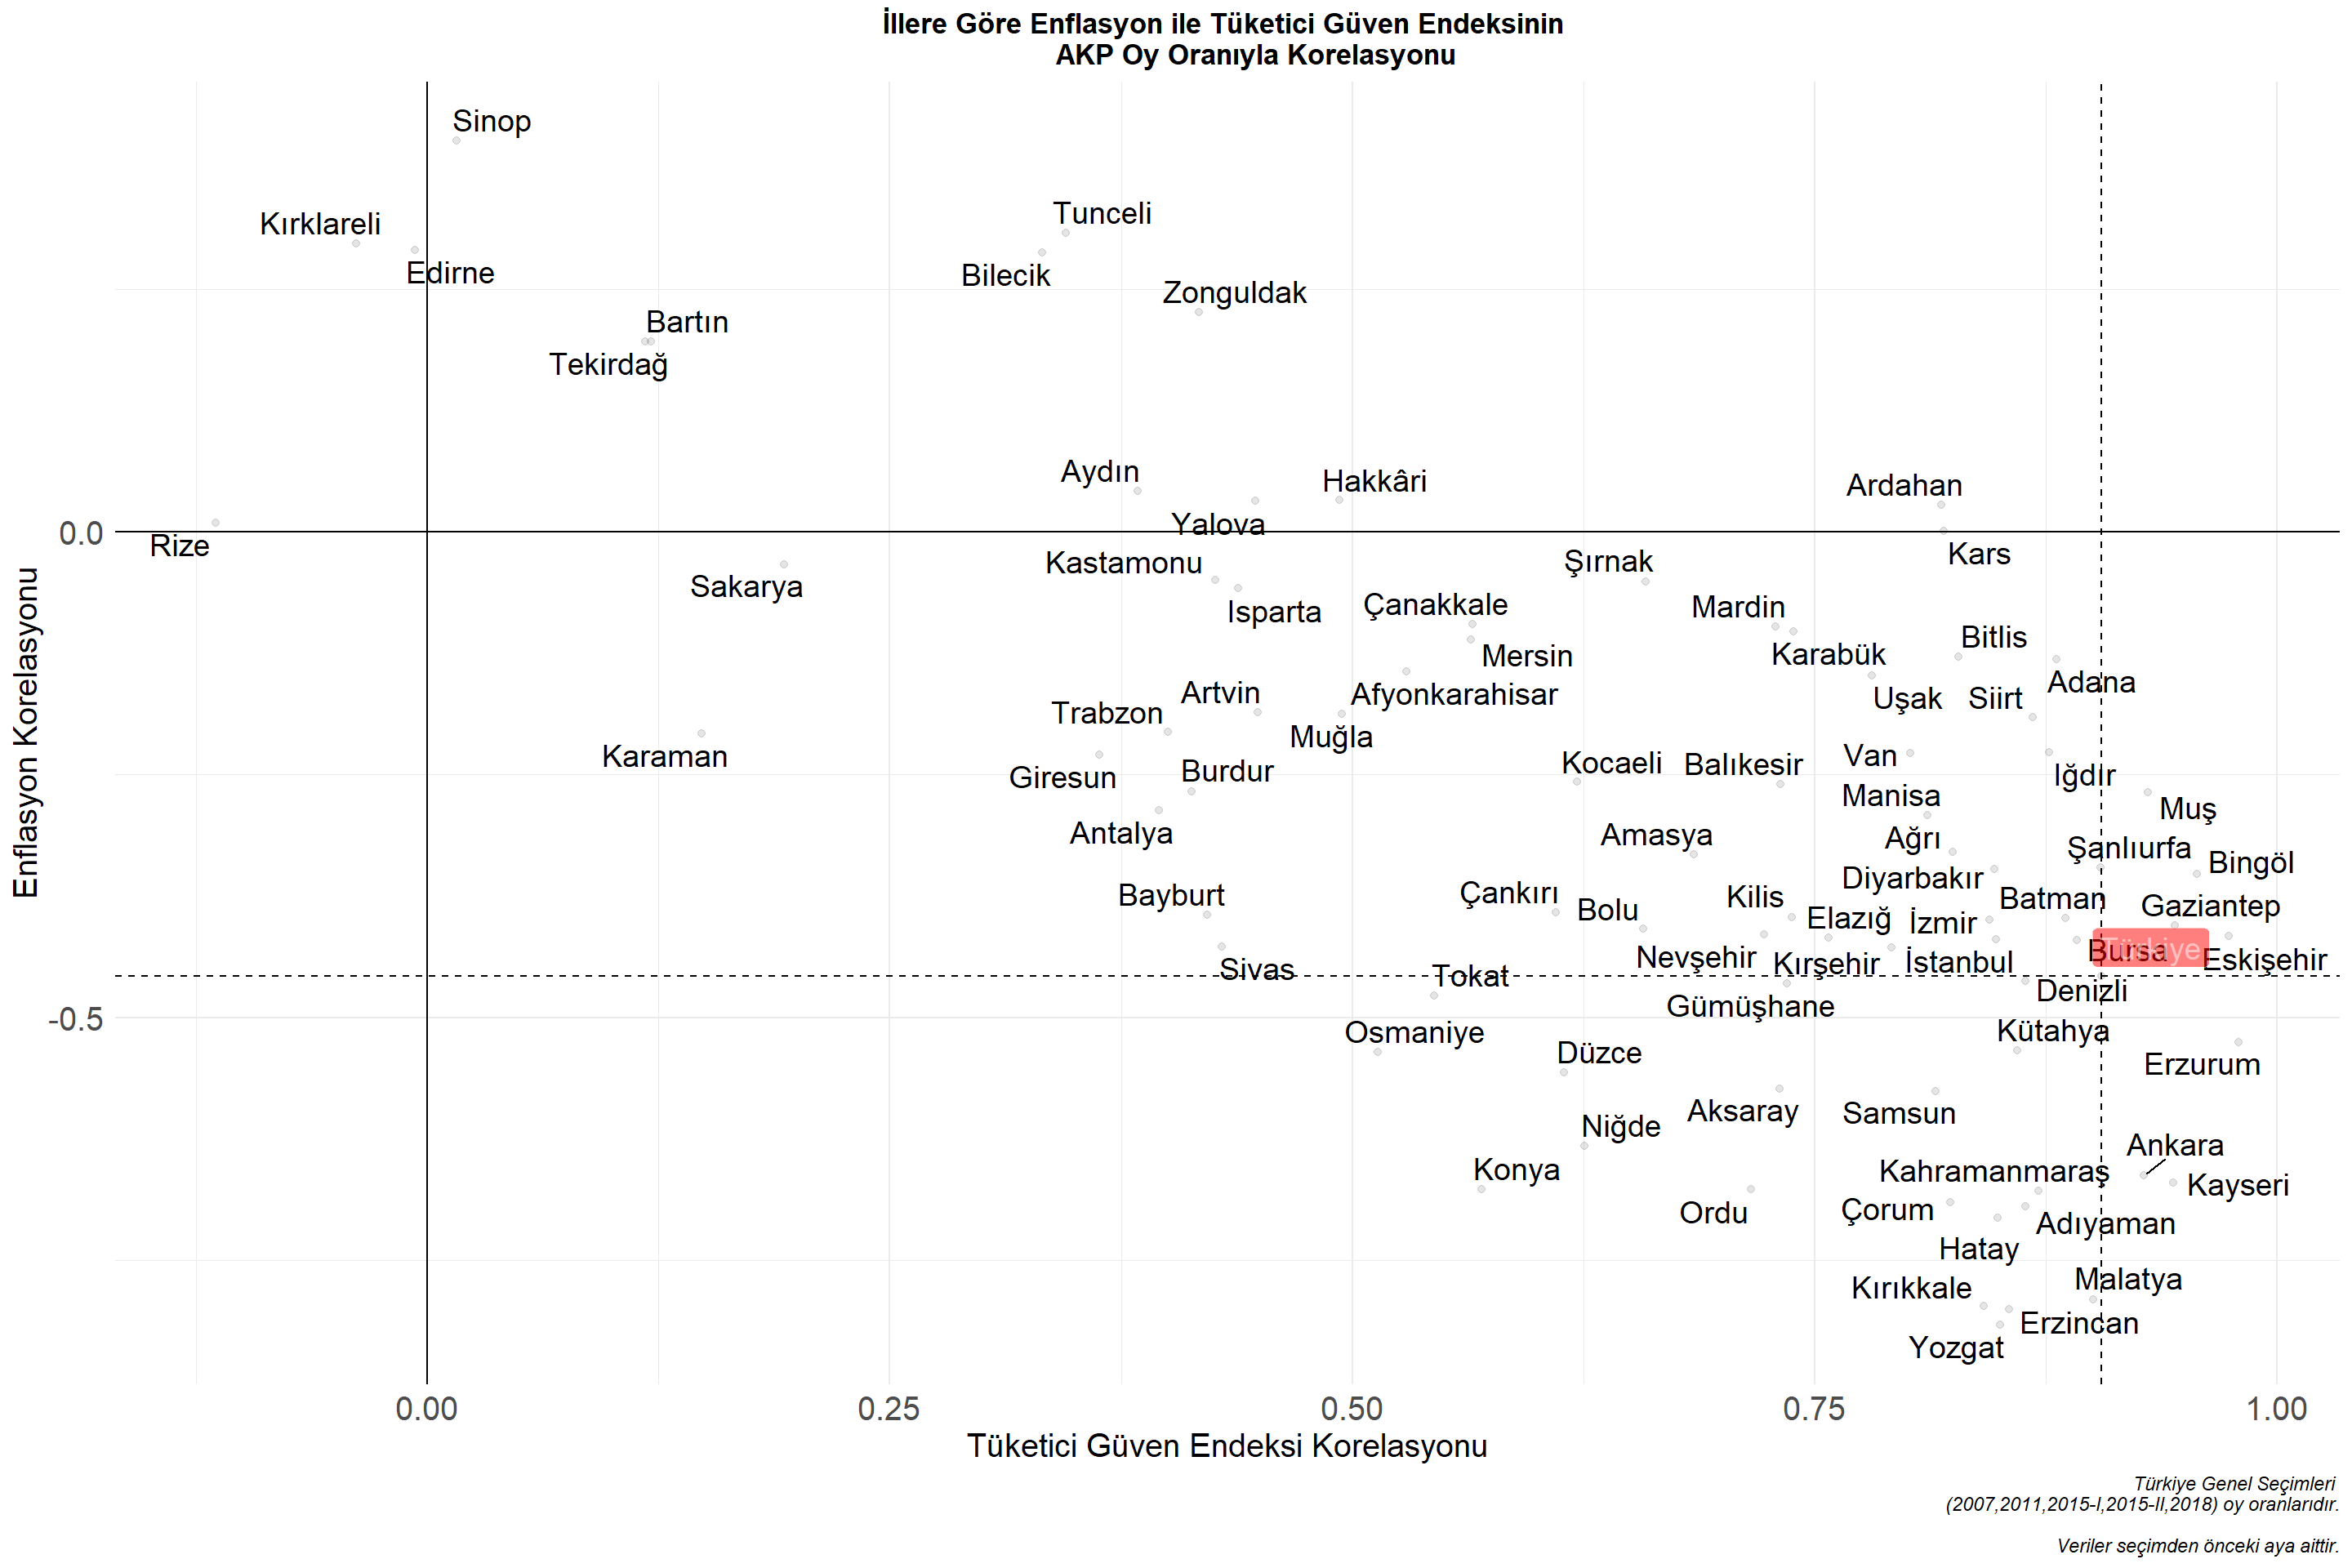 İllere Göre Enflasyon ile Tüketici Güven Endeksinin
AKP Oy Oranıyla Korelasyonu
Sinop
Tunceli
Kırklareli
Edirne
Bilecik
Zonguldak
Bartın
Tekirdağ
Aydın
Hakkâri
Ardahan
Yalova
0.0
Rize
Kars
Kastamonu
Şırnak
Sakarya
Isparta
Çanakkale
Mardin
Bitlis
Mersin
Karabük
Adana
Artvin
Afyonkarahisar
Uşak
Siirt
Trabzon
Muğla
Karaman
Giresun
Burdur
Kocaeli
Balıkesir
Van
Iğdır
Manisa
Muş
Antalya
Amasya
Ağrı
Şanlıurfa
Bingöl
Diyarbakır
Bayburt
Çankırı
Bolu
Kilis
Elazığ
İzmir
Batman
Gaziantep
Sivas
Tokat
Nevşehir
Kırşehir
İstanbul
Bursa
Türkiye
Eskişehir
Gümüşhane
Denizli
-0.5
Osmaniye
Düzce
Kütahya
Erzurum
Aksaray
Samsun
Niğde
Ankara
Konya
Kahramanmaraş
Kayseri
Ordu
Çorum
Adıyaman
Hatay
Malatya
Kırıkkale
Erzincan
Yozgat
Enflasyon Korelasyonu
0.00
0.25
0.50
0.75
1.00
Tüketici Güven Endeksi Korelasyonu
Türkiye Genel Seçimleri
(2007,2011,2015-I,2015-II,2018) oy oranlarıdır.
Veriler seçimden önceki aya aittir.